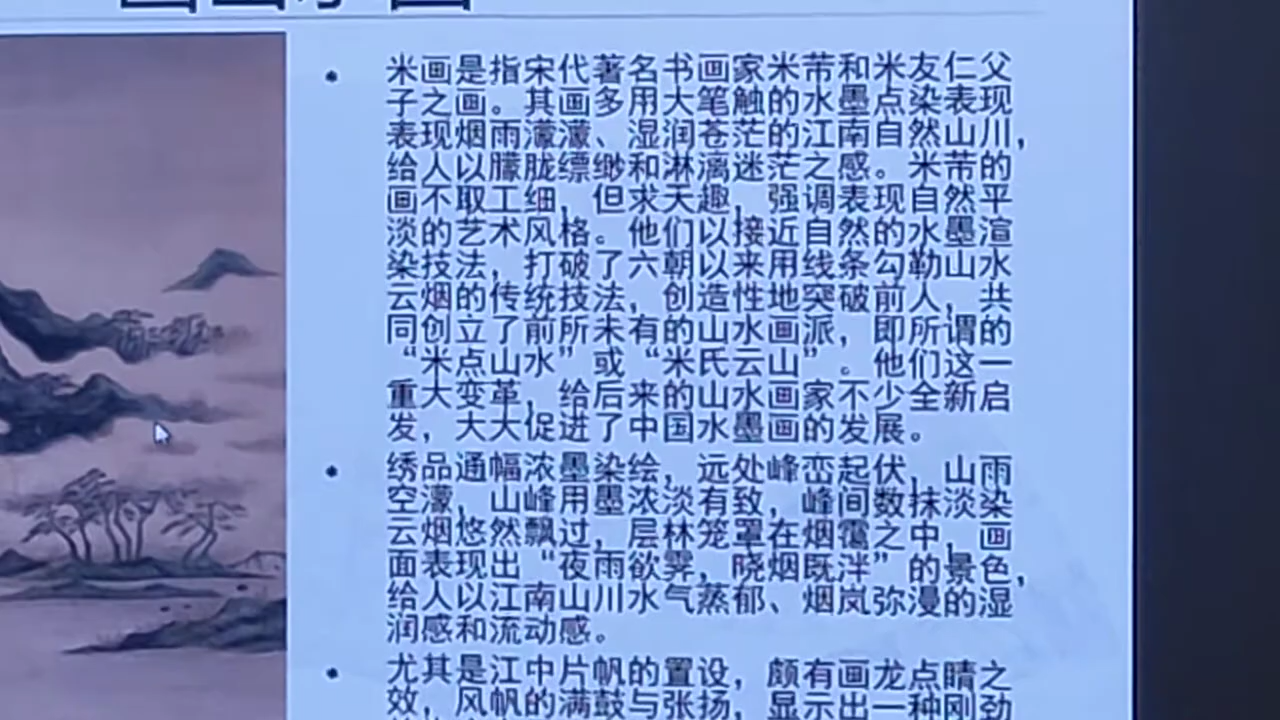 米画是指宋代著名书画家米芾和米友仁父
子之画。其画多用大笔触的水墨点染表现
表现烟雨濛濛、湿润苍茫的江南自然山川，
给人以朦胧缥缈和淋漓迷茫之感。米芾的
画不取工细，但求天趣，强调表现自然平
淡的艺术风格。他们以接近自然的水墨渲
染技法，打破了六朝以来用线条勾勒山水
云烟的传统技法，创造性地突破前人，共
同创立了前所未有的山水画派，即所谓的
“米点山水”或“米氏云山”。他们这一
重大变革，给后来的山水画家不少全新启
发，大大促进了中国水墨画的发展。
绣品通幅浓墨染绘，远处峰峦起伏，山雨
空濛，山峰用墨浓淡有致，峰间数抹淡染
云烟悠然飘过，层林笼罩在烟霭之中，画
面表现出“夜雨欲霁，晓烟既泮”的景色，
给人以江南山川水气蒸郁、烟岚弥漫的湿
润感和流动感。
尤其是江中片帆的置设，颇有画龙点睛之
效，风帆的满鼓与张扬，显示出一种刚劲